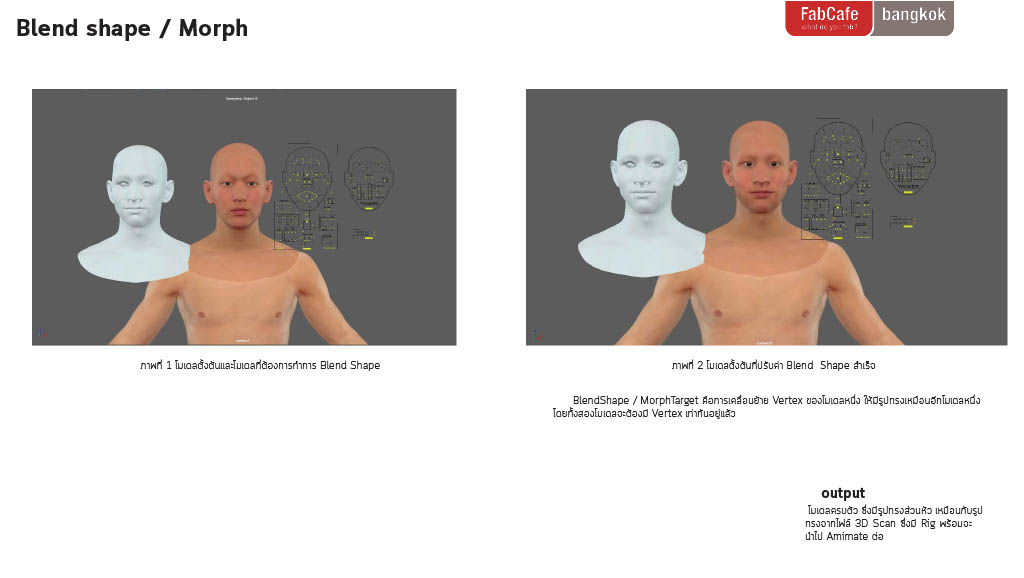 Blend shape / Morph
FabCafe
what do you fab?
bangkok
Symmetry: Object X
ภาพที่ 1 โมเดลตั้งต้นและโมเดลที่ต้องการทำการ Blend Shape
ภาพที่ 2 โมเดลตั้งต้นที่ปรับค่า Blend Shape สำเร็จ
BlendShape / MorphTarget คือการเคลื่อนย้าย Vertex ของโมเดลหนึ่ง ให้มีรูปทรงเหมือนอีกโมเดลหนึ่ง
โดยทั้งสองโมเดลจะต้องมี Vertex เท่ากันอยู่แล้ว
output
โมเดลครบตัว ซึ่งมีรูปทรงส่วนหัว เหมือนกับรูป
ทรงจากไฟล์ 3D Scan ซึ่งมี Rig พร้อมจะ
นำไป Amimate ต่อ